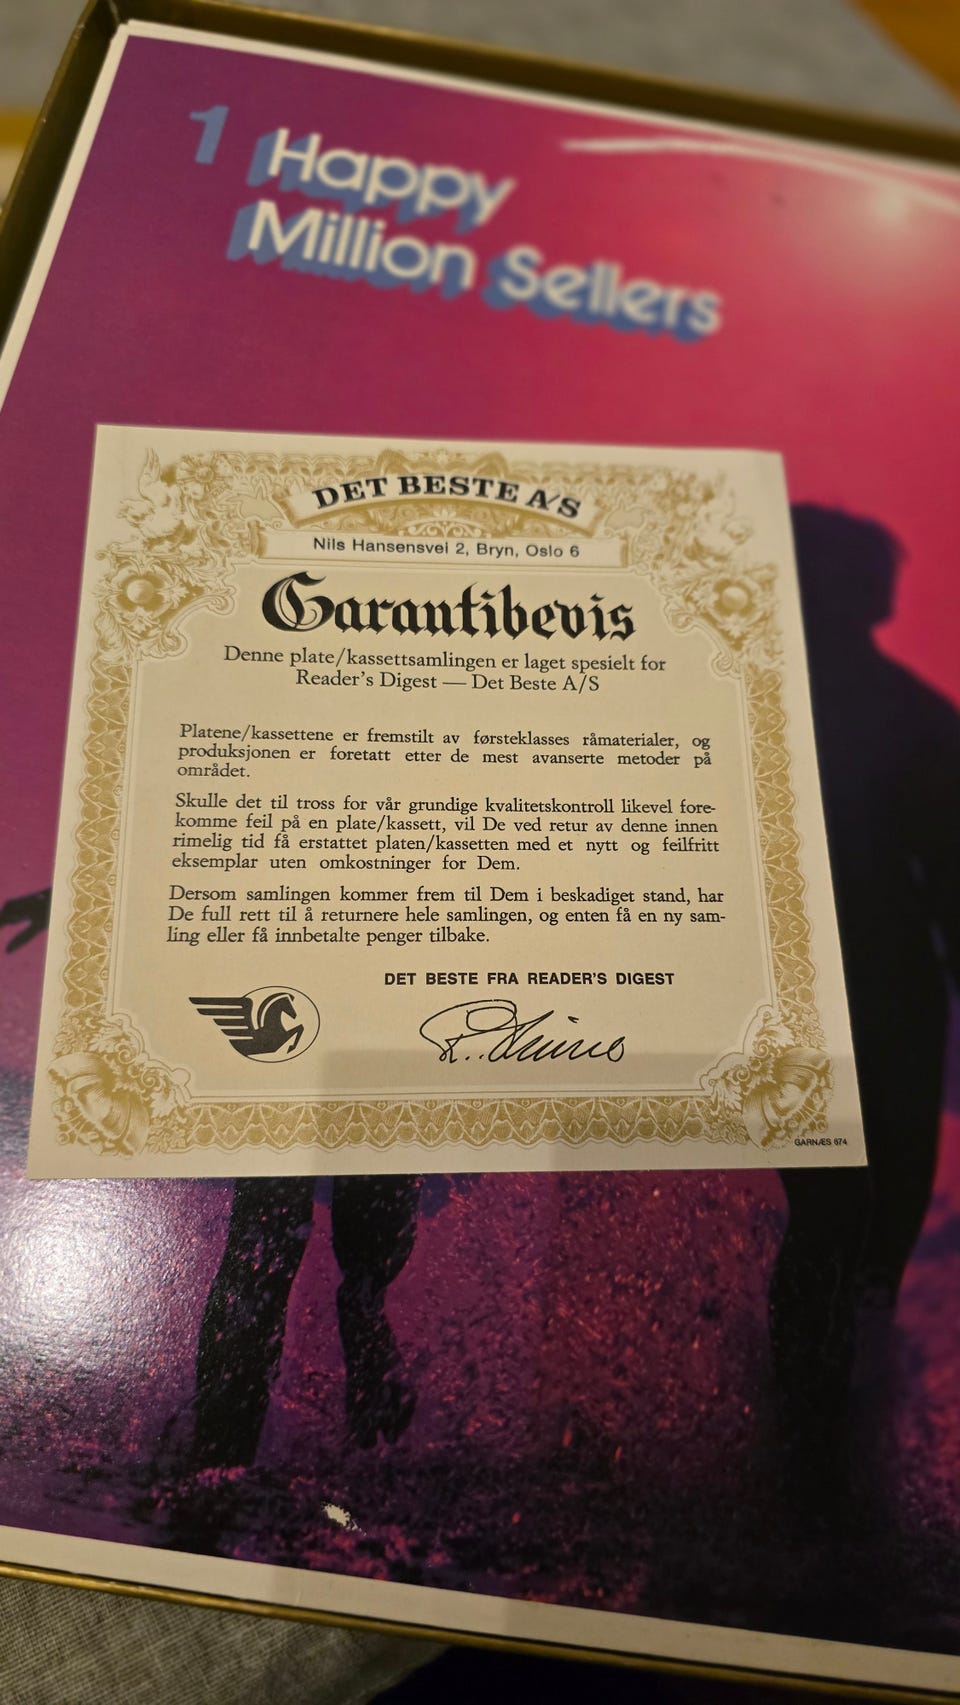 1 Happy
Million Sellers
DET BESTE A/S
Nils Hansensvei 2, Bryn, Oslo 6
Garantibevis
Denne plate/kassettsamlingen er laget spesielt for
Reader's Digest — Det Beste A/S
Platene/kassettene er fremstilt av førsteklasses råmaterialer, og
produksjonen er foretatt etter de mest avanserte metoder på
området.
Skulle det til tross for vår grundige kvalitetskontroll likevel fore-
komme feil på en plate/kassett, vil De ved retur av denne innen
rimelig tid få erstattet platen/kassetten med et nytt og feilfritt
eksemplar uten omkostninger for Dem.
Dersom samlingen kommer frem til Dem i beskadiget stand, har
De full rett til å returnere hele samlingen, og enten få en ny sam-
ling eller få innbetalte penger tilbake.
DET BESTE FRA READER'S DIGEST
GARNÆS 674